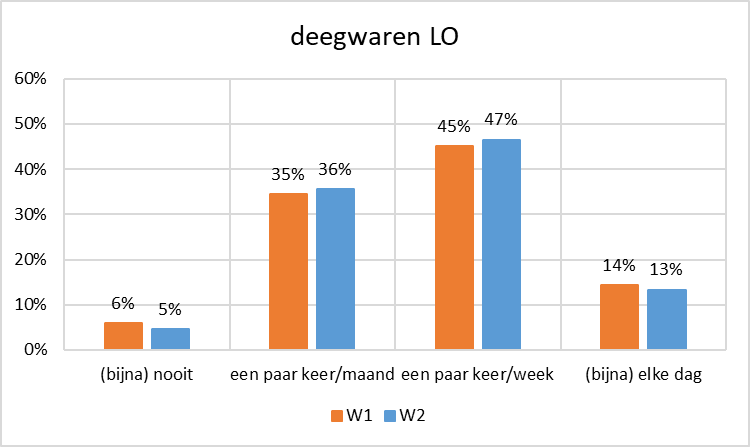 deegwaren LO
60%
50%
40%
30%
20%
10%
0%
6%
5%
35%
36%
45%
47%
14%
13%
(bijna) nooit
een paar keer/maand
een paar keer/week
(bijna) elke dag
W1
W2